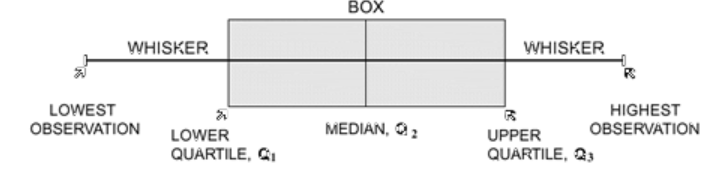 BOX
WHISKER
WHISKER
LOWEST
OBSERVATION
LOWER
QUARTILE, Q1
MEDIAN, Q2
UPPER
QUARTILE, Q3
HIGHEST
OBSERVATION